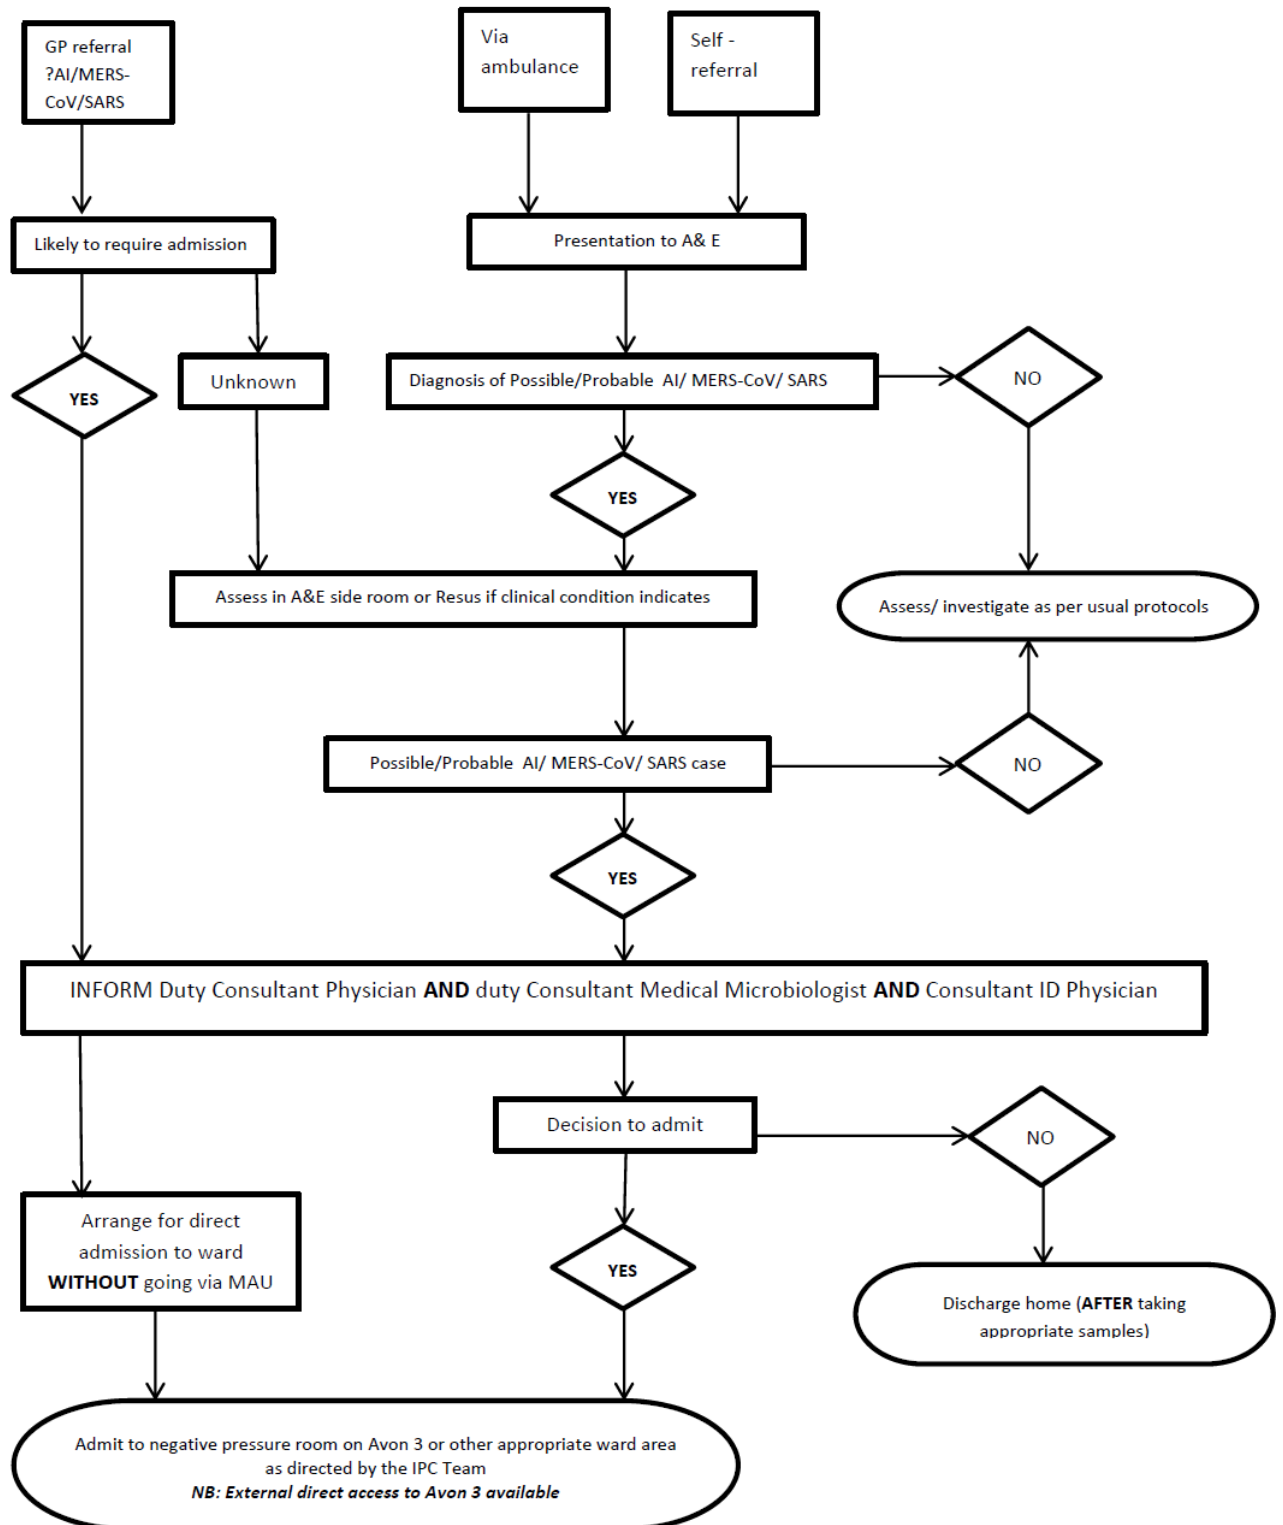 GP referral
?AI/MERS-
CoV/SARS
Via
ambulance
Self -
referral
Likely to require admission
Presentation to A& E
YES
Unknown
Diagnosis of Possible/Probable AI/ MERS-CoV/ SARS
NO
YES
Assess in A&E side room or Resus if clinical condition indicates
Assess/ investigate as per usual protocols
Possible/Probable AI/ MERS-CoV/ SARS case
NO
YES
INFORM Duty Consultant Physician AND duty Consultant Medical Microbiologist AND Consultant ID Physician
Decision to admit
NO
Arrange for direct
admission to ward
WITHOUT going via MAU
YES
Discharge home (AFTER taking
appropriate samples)
Admit to negative pressure room on Avon 3 or other appropriate ward area
as directed by the IPC Team
NB: External direct access to Avon 3 available